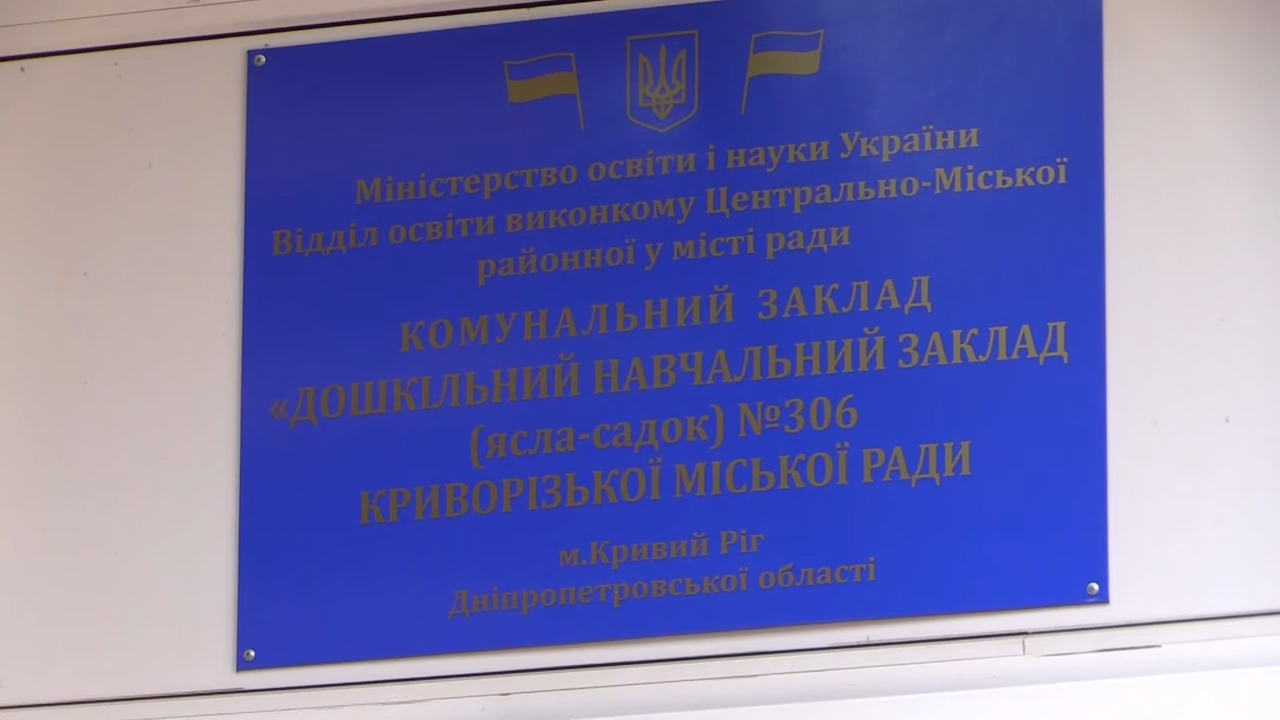 Міністерство освіти і науки України
Відділ освіти виконкому Центрально-Міської
районної у місті ради
КОМУНАЛЬНИЙ ЗАКЛАД
«ДОШКІЛЬНИЙ НАВЧАЛЬНИЙ ЗАКЛАД
(ясла-садок) №306
КРИВОРІЗЬКОЇ МІСЬКОЇ РАДИ
м.Кривий Ріг
Дніпропетровської області